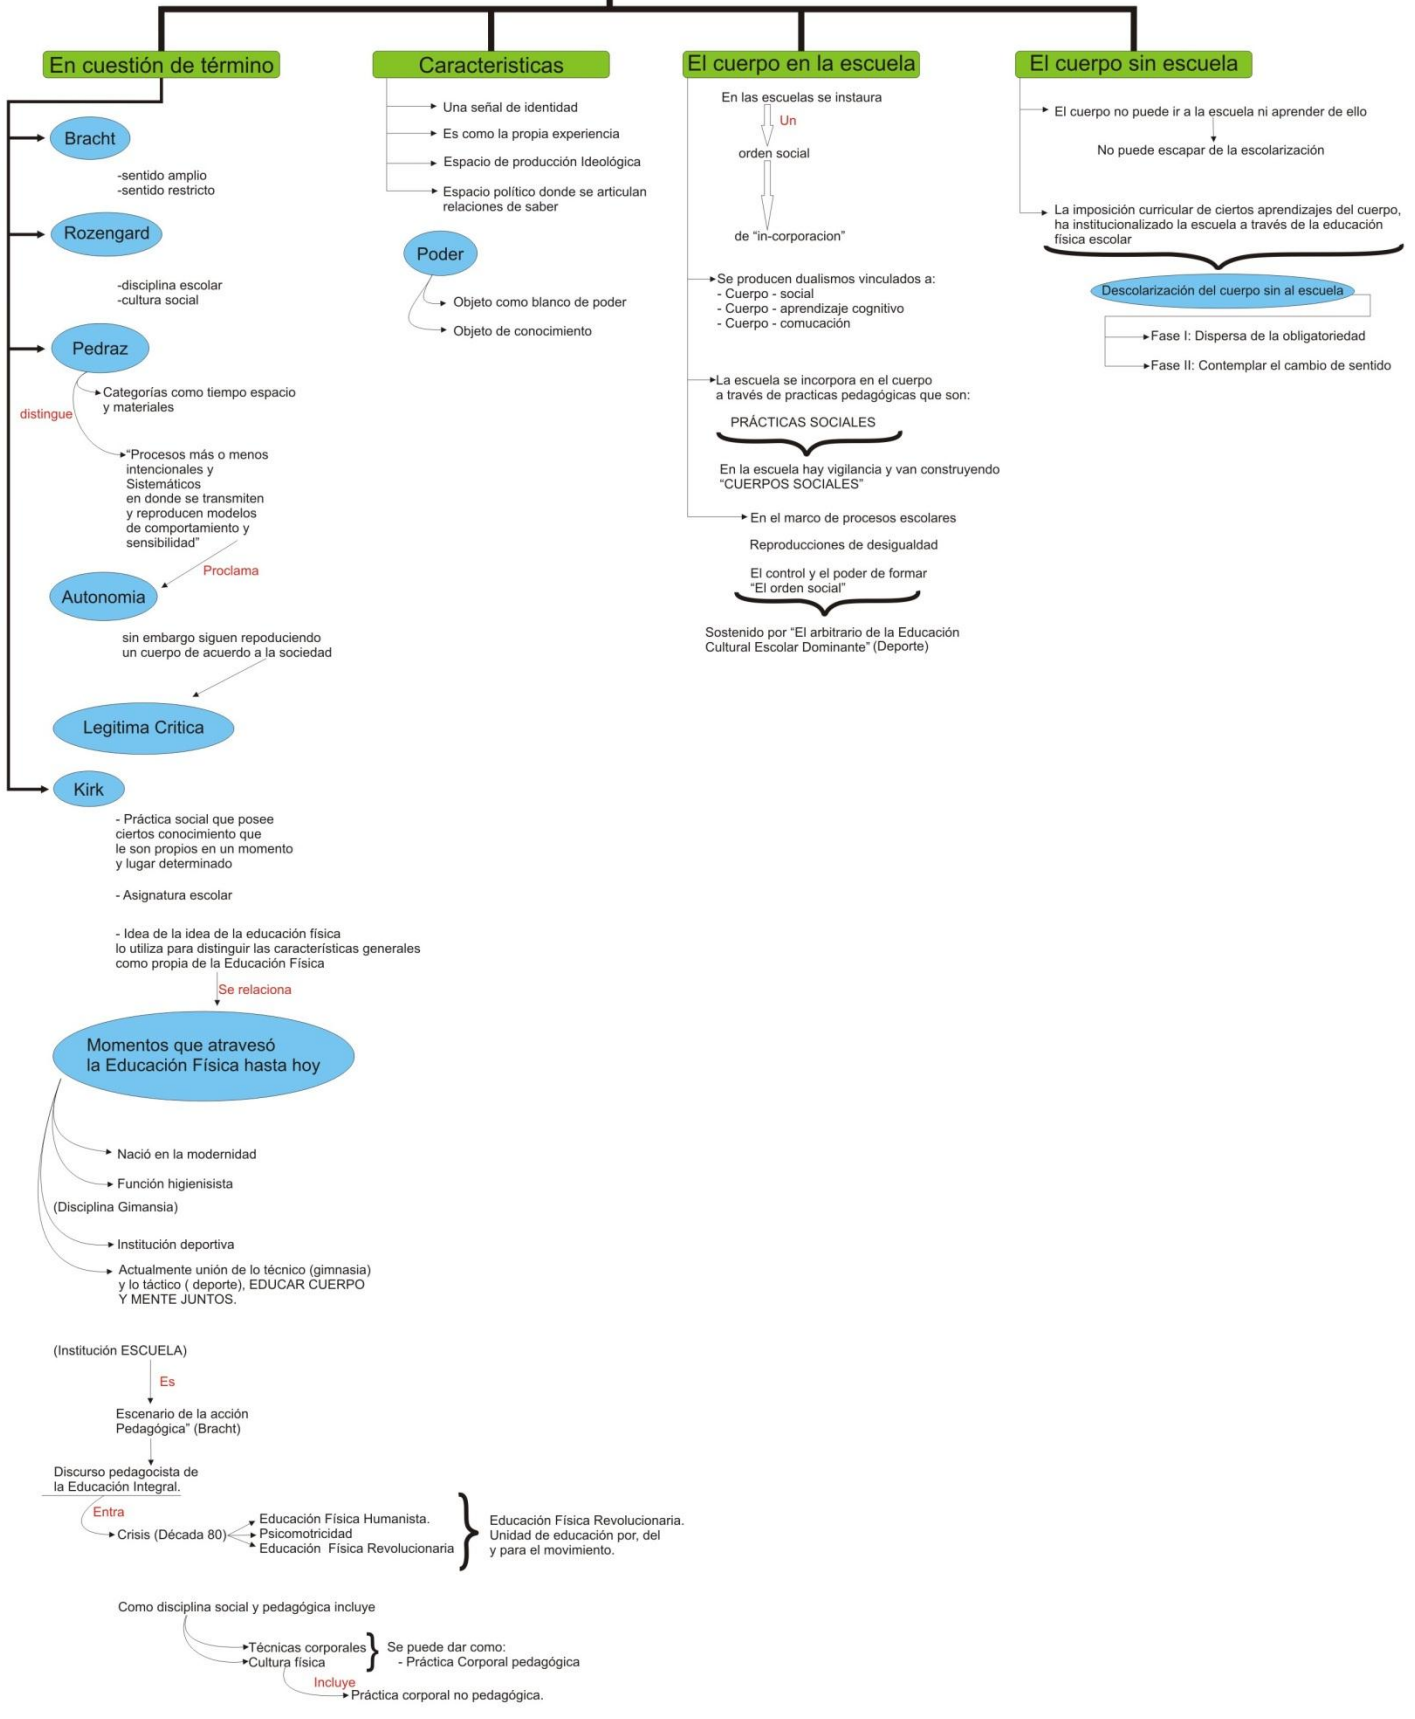 En cuestión de término
Bracht
-sentido amplio
-sentido restricto
Rozengard
-disciplina escolar
-cultura social
Pedraz
Categorías como tiempo espacio
y materiales
distingue
“Procesos más o menos
intencionales y
Sistemáticos
en donde se transmiten
y reproducen modelos
de comportamiento y
sensibilidad”
Proclama
Autonomia
sin embargo siguen repoduciendo
un cuerpo de acuerdo a la sociedad
Legitima Critica
Kirk
- Práctica social que posee
ciertos conocimiento que
le son propios en un momento
y lugar determinado
- Asignatura escolar
- Idea de la idea de la educación física
lo utiliza para distinguir las características generales
como propia de la Educación Física
Se relaciona
Momentos que atravesó
la Educación Física hasta hoy
Nació en la modernidad
Función higienisista
(Disciplina Gimansia)
Institución deportiva
Actualmente unión de lo técnico (gimnasia)
y lo táctico ( deporte), EDUCAR CUERPO
Y MENTE JUNTOS.
(Institución ESCUELA)
Es
Escenario de la acción
Pedagógica” (Bracht)
Discurso pedagocista de
la Educación Integral.
Entra
Crisis (Década 80)
Educación Física Humanista.
Psicomotricidad
Educación Física Revolucionaria
Educación Física Revolucionaria.
Unidad de educación por, del
y para el movimiento.
Como disciplina social y pedagógica incluye
Técnicas corporales
Cultura física
Se puede dar como:
- Práctica Corporal pedagógica
Incluye
Práctica corporal no pedagógica.
Caracteristicas
Una señal de identidad
Es como la propia experiencia
Espacio de producción Ideológica
Espacio político donde se articulan
relaciones de saber
Poder
Objeto como blanco de poder
Objeto de conocimiento
El cuerpo en la escuela
En las escuelas se instaura
Un
orden social
de “in-corporacion”
Se producen dualismos vinculados a:
- Cuerpo - social
- Cuerpo - aprendizaje cognitivo
- Cuerpo - comucación
La escuela se incorpora en el cuerpo
a través de practicas pedagógicas que son:
PRÁCTICAS SOCIALES
En la escuela hay vigilancia y van construyendo
“CUERPOS SOCIALES”
En el marco de procesos escolares
Reproducciones de desigualdad
El control y el poder de formar
“El orden social”
Sostenido por “El arbitrario de la Educación
Cultural Escolar Dominante” (Deporte)
El cuerpo sin escuela
El cuerpo no puede ir a la escuela ni aprender de ello
No puede escapar de la escolarización
La imposición curricular de ciertos aprendizajes del cuerpo,
ha institucionalizado la escuela a través de la educación
física escolar
Descolarización del cuerpo sin al escuela
Fase I: Dispersa de la obligatoriedad
Fase II: Contemplar el cambio de sentido